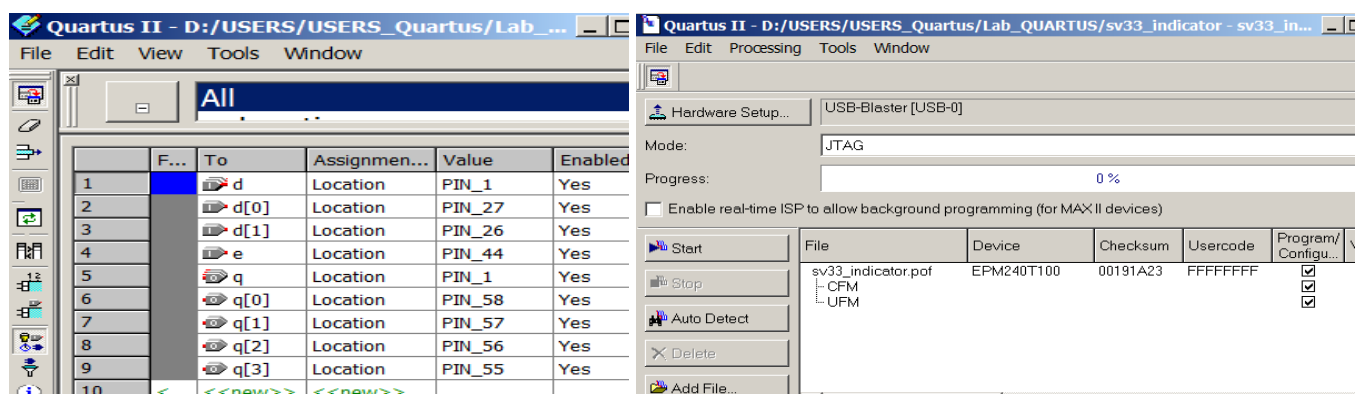 Quartus II - D:/USERS/USERS_Quartus/Lab_...
File Edit View Tools Window
All
F... To Assignmen... Value Enabled
1 d Location PIN_1 Yes
2 d[0] Location PIN_27 Yes
3 d[1] Location PIN_26 Yes
4 e Location PIN_44 Yes
5 q Location PIN_1 Yes
6 q[0] Location PIN_58 Yes
7 q[1] Location PIN_57 Yes
8 q[2] Location PIN_56 Yes
9 q[3] Location PIN_55 Yes
10 < <<new>> <<new>>
Quartus II - D:/USERS/USERS_Quartus/Lab_QUARTUS/sv33_indicator - sv33_in...
File Edit Processing Tools Window
Hardware Setup... USB-Blaster [USB-0]
Mode: JTAG
Progress: 0 %
Enable real-time ISP to allow background programming (for MAX II devices)
Start
Stop
Auto Detect
Delete
Add File...
File Device Checksum Usercode Program/
Configu...
sv33_indicator.pof EPM240T100 00191A23 FFFFFFFF
CFM
UFM